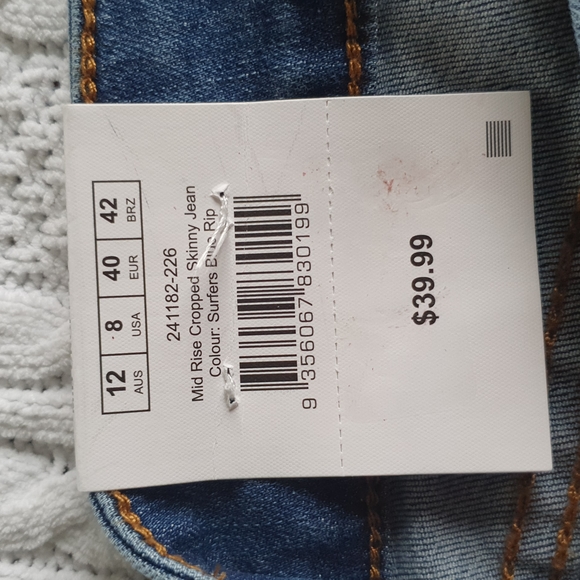 12 8 40 42
AUS USA EUR BRZ
241182-226
Mid Rise Cropped Skinny Jean
Colour: Surfers Rip
9 356067 830199
$39.99